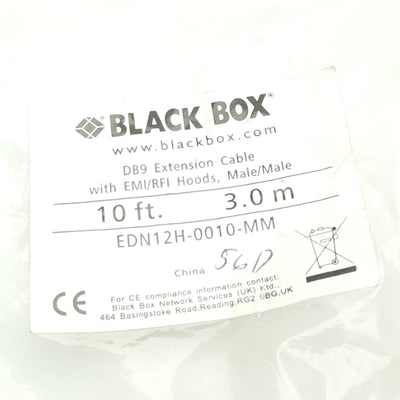 BLACK BOX®
www.blackbox.com
DB9 Extension Cable
with EMI/RFI Hoods, Male/Male
10 ft. 3.0 m
EDN12H-0010-MM
China 56D
CE
For CE compliance information contact:
Black Box Network Services (UK) Ktd.,
464 Basingstoke Road,Reading,RG2 0BG,UK